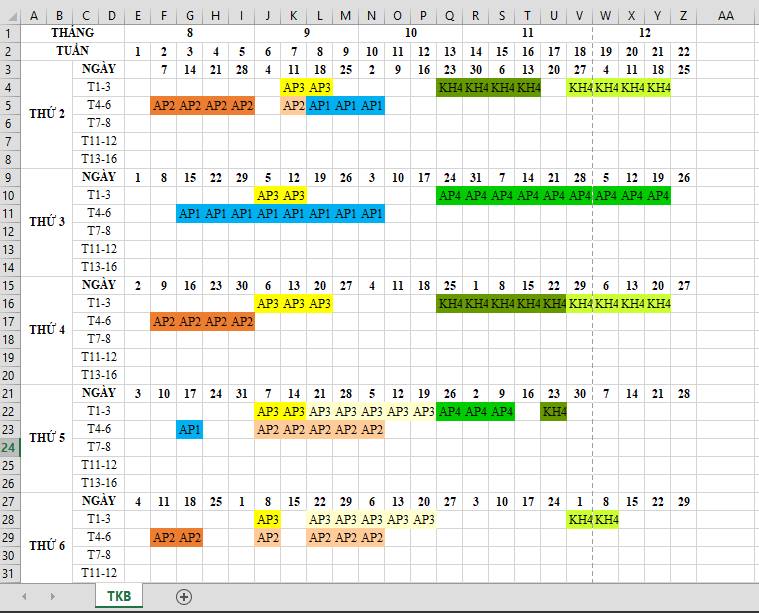 A B C D E F G H I J K L M N O P Q R S T U V W X Y Z AA
1 THÁNG 8 9 10 11 12
2 TUẦN 1 2 3 4 5 6 7 8 9 10 11 12 13 14 15 16 17 18 19 20 21 22
3 NGÀY 7 14 21 28 4 11 18 25 2 9 16 23 30 6 13 20 27 4 11 18 25
4 T1-3 AP3 AP3 KH4 KH4 KH4 KH4 KH4 KH4 KH4 KH4
5 THỨ 2 T4-6 AP2 AP2 AP2 AP2 AP2 AP1 AP1 AP1
6 T7-8
7 T11-12
8 T13-16
9 NGÀY 1 8 15 22 29 5 12 19 26 3 10 17 24 31 7 14 21 28 5 12 19 26
10 T1-3 AP3 AP3 AP4 AP4 AP4 AP4 AP4 AP4 AP4 AP4 AP4
11 THỨ 3 T4-6 AP1 AP1 AP1 AP1 AP1 AP1 AP1 AP1
12 T7-8
13 T11-12
14 T13-16
15 NGÀY 2 9 16 23 30 6 13 20 27 4 11 18 25 1 8 15 22 29 6 13 20 27
16 T1-3 AP3 AP3 AP3 KH4 KH4 KH4 KH4 KH4 KH4 KH4 KH4 KH4
17 THỨ 4 T4-6 AP2 AP2 AP2 AP2
18 T7-8
19 T11-12
20 T13-16
21 NGÀY 3 10 17 24 31 7 14 21 28 5 12 19 26 2 9 16 23 30 7 14 21 28
22 T1-3 AP3 AP3 AP3 AP3 AP3 AP3 AP3 AP4 AP4 AP4 KH4
23 THỨ 5 T4-6 AP1 AP2 AP2 AP2 AP2 AP2
24 T7-8
25 T11-12
26 T13-16
27 NGÀY 4 11 18 25 1 8 15 22 29 6 13 20 27 3 10 17 24 1 8 15 22 29
28 T1-3 AP3 AP3 AP3 AP3 AP3 AP3 KH4 KH4
29 THỨ 6 T4-6 AP2 AP2 AP2 AP2 AP2 AP2
30 T7-8
31 T11-12
TKB